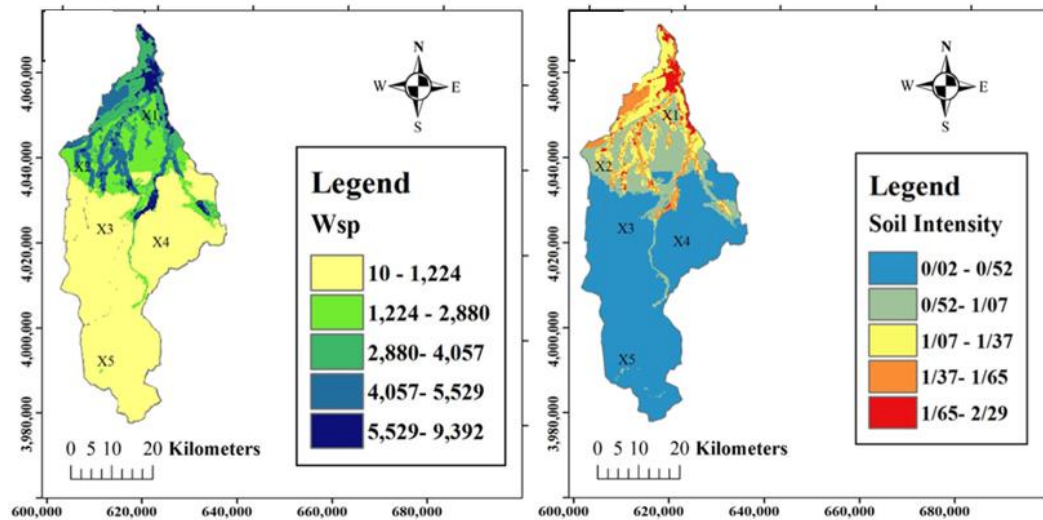 N
W E
S
4,060,000
4,040,000
4,020,000
4,000,000
3,980,000
X1
X2
X3
X4
X5
Legend
Wsp
10 - 1,224
1,224 - 2,880
2,880- 4,057
4,057- 5,529
5,529- 9,392
0 5 10 20 Kilometers
600,000 620,000 640,000 660,000 680,000
N
W E
S
4,060,000
4,040,000
4,020,000
4,000,000
3,980,000
X1
X2
X3
X4
X5
Legend
Soil Intensity
0/02 - 0/52
0/52 - 1/07
1/07 - 1/37
1/37- 1/65
1/65- 2/29
0 5 10 20 Kilometers
600,000 620,000 640,000 660,000 680,000